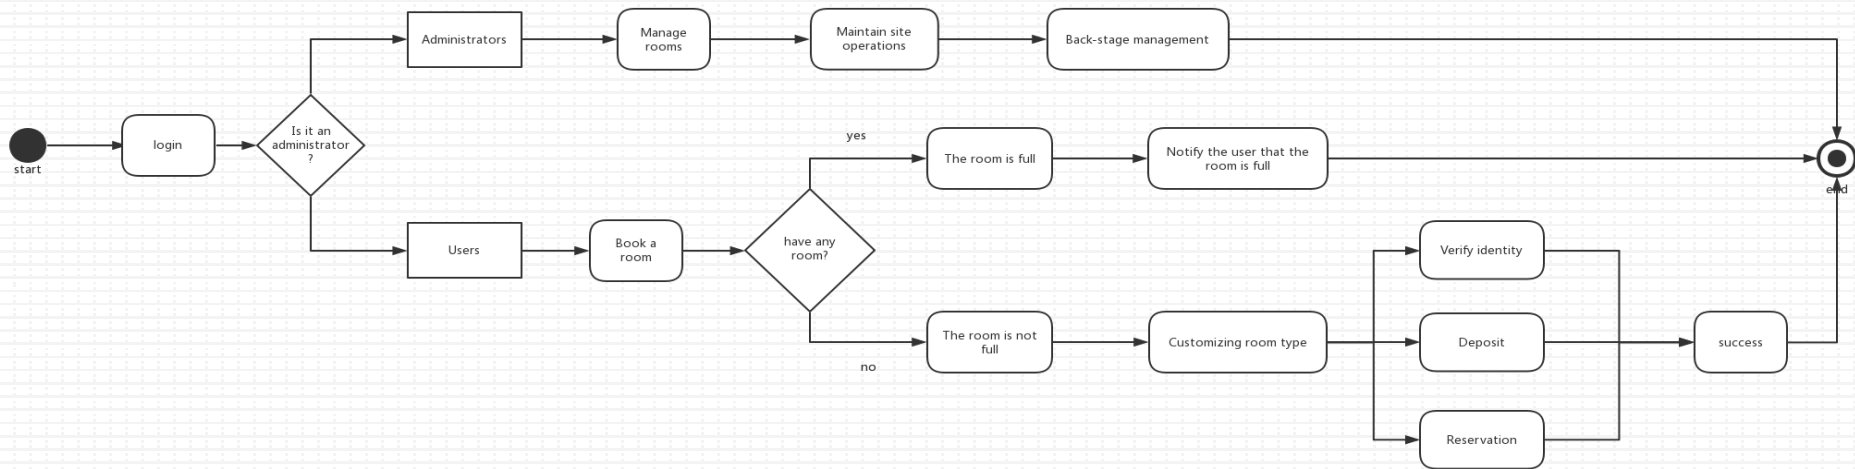 Administrators
Manage
rooms
Maintain site
operations
Back-stage management
start
login
Is it an
administrator
?
yes
The room is full
Notify the user that the
room is full
end
Users
Book a
room
have any
room?
Verify identity
no
The room is not
full
Customizing room type
Deposit
success
Reservation